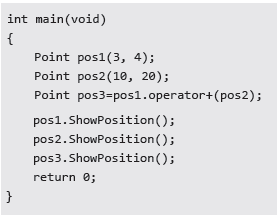 int main(void)
{
    Point pos1(3, 4);
    Point pos2(10, 20);
    Point pos3=pos1.operator+(pos2);
    pos1.ShowPosition();
    pos2.ShowPosition();
    pos3.ShowPosition();
    return 0;
}